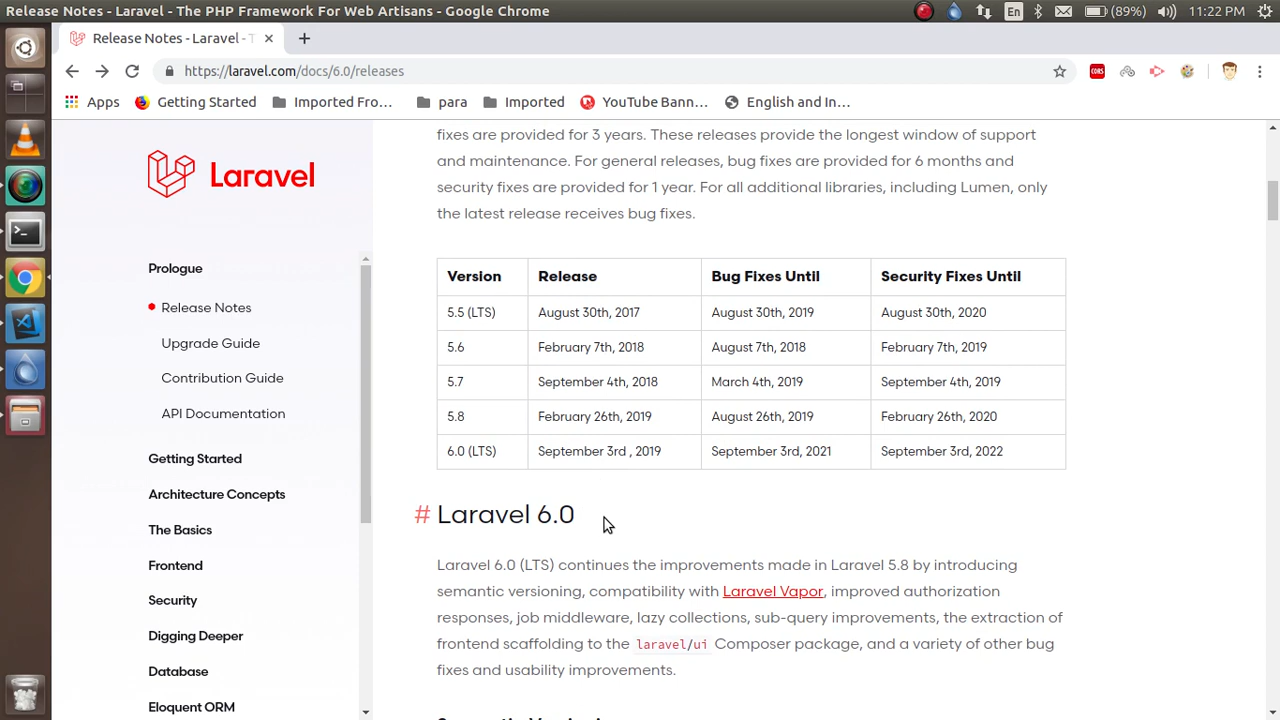 Release Notes - Laravel - The PHP Framework For Web Artisans - Google Chrome
En
(89%)
11:22 PM
Release Notes - Laravel - T
https://laravel.com/docs/6.0/releases
CORS
Apps
Getting Started
Imported Fro...
para
Imported
YouTube Bann...
English and In...
Laravel
Prologue
Release Notes
Upgrade Guide
Contribution Guide
API Documentation
Getting Started
Architecture Concepts
The Basics
Frontend
Security
Digging Deeper
Database
Eloquent ORM
fixes are provided for 3 years. These releases provide the longest window of support
and maintenance. For general releases, bug fixes are provided for 6 months and
security fixes are provided for 1 year. For all additional libraries, including Lumen, only
the latest release receives bug fixes.
Version Release Bug Fixes Until Security Fixes Until
5.5 (LTS) August 30th, 2017 August 30th, 2019 August 30th, 2020
5.6 February 7th, 2018 August 7th, 2018 February 7th, 2019
5.7 September 4th, 2018 March 4th, 2019 September 4th, 2019
5.8 February 26th, 2019 August 26th, 2019 February 26th, 2020
6.0 (LTS) September 3rd , 2019 September 3rd, 2021 September 3rd, 2022
# Laravel 6.0
Laravel 6.0 (LTS) continues the improvements made in Laravel 5.8 by introducing
semantic versioning, compatibility with Laravel Vapor, improved authorization
responses, job middleware, lazy collections, sub-query improvements, the extraction of
frontend scaffolding to the laravel/ui Composer package, and a variety of other bug
fixes and usability improvements.